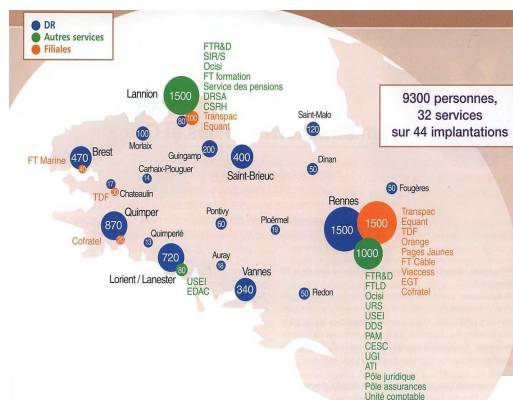 DR
Autres services
Filiales
FTR&D
SIR/S
Ocisi
FT formation
Service des pensions
DRSA
CSRH
Transpac
Equant
Lannion
1500
80
100
9300 personnes,
32 services
sur 44 implantations
Saint-Malo
120
100
Morlaix
Guingamp
200
400
Saint-Brieuc
Dinan
50
470
Brest
FT Marine
Carhaix-Plouguer
14
17
TDF
Chateaulin
50
Fougères
Rennes
1500
1500
1000
Transpac
Equant
TDF
Orange
Pages Jaunes
FT Câble
Viaccess
EGT
Cofratel
Quimper
870
Cofratel
Quimperlé
13
Pontivy
60
Ploërmel
19
720
80
Lorient / Lanester
USEI
EDAC
Auray
18
Vannes
340
50
Redon
FTR&D
FTLD
Ocisi
URS
USEI
DDS
PAM
CESC
UGI
ATI
Pôle juridique
Pôle assurances
Unité comptable